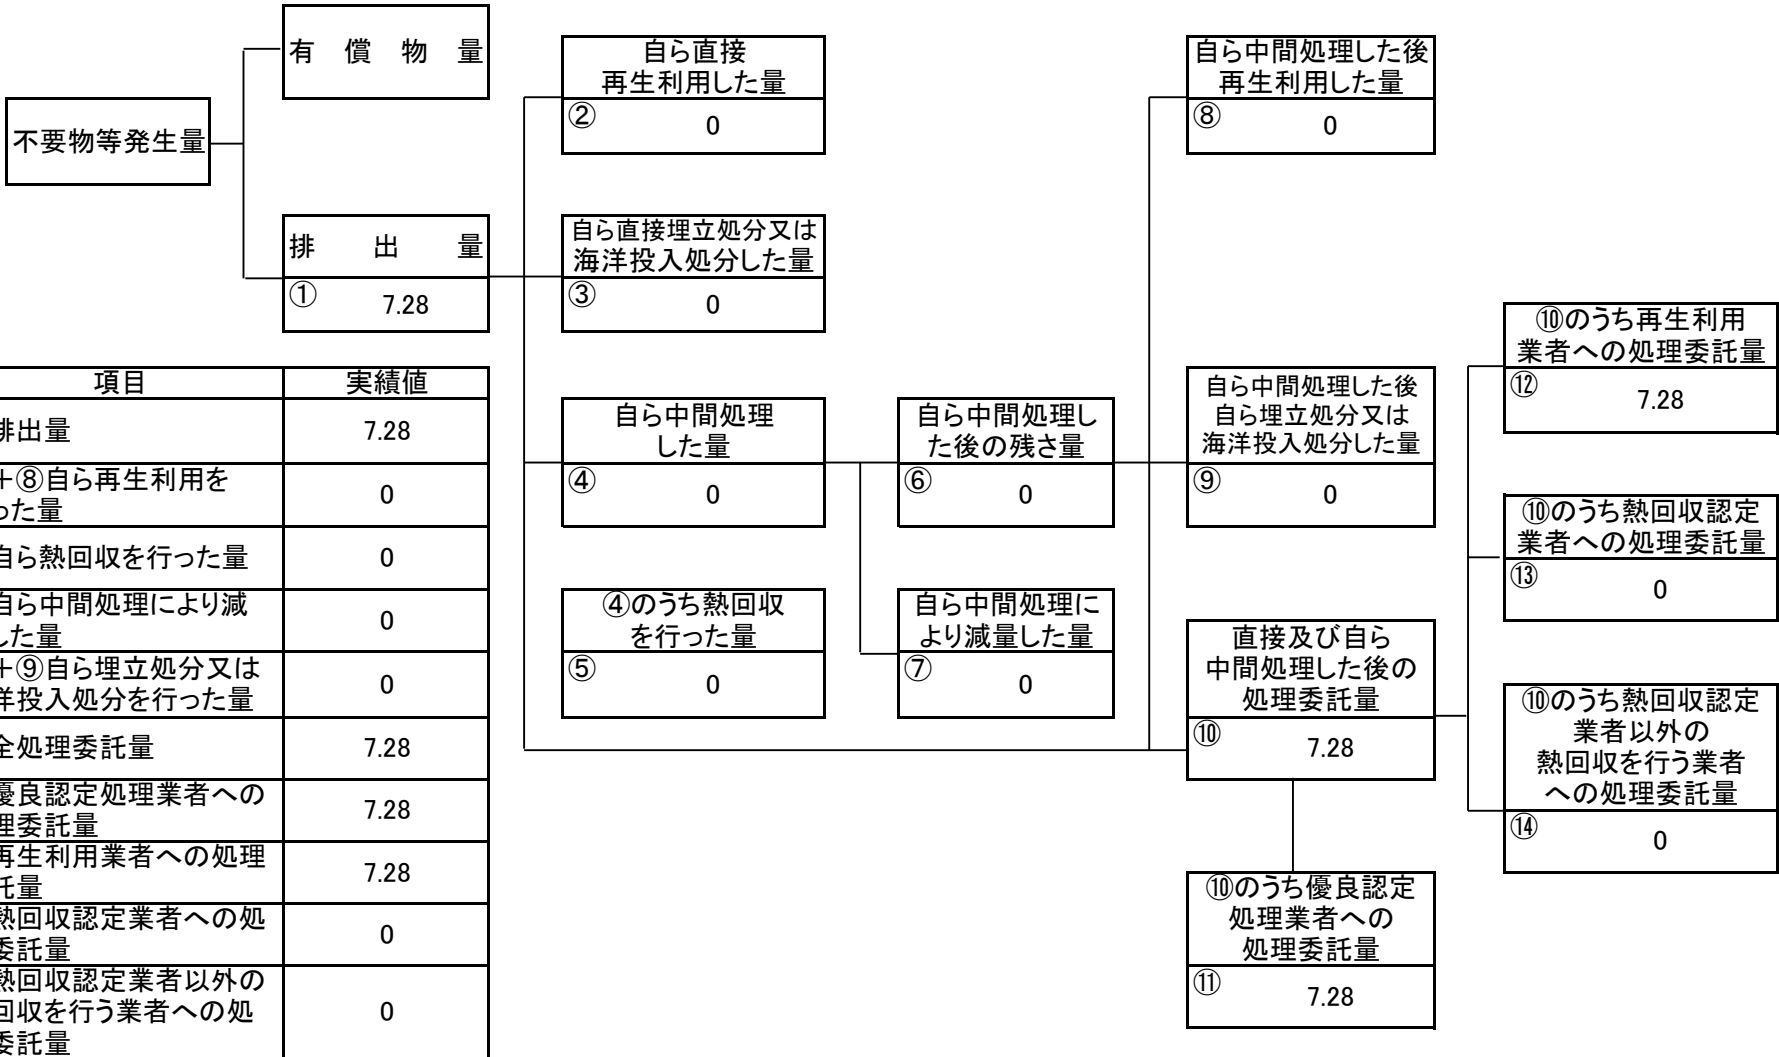 有償物量
不要物等発生量
排出量
① 7.28
自ら直接
再生利用した量
② 0
自ら直接埋立処分又は
海洋投入処分した量
③ 0
自ら中間処理
した量
④ 0
④のうち熱回収
を行った量
⑤ 0
自ら中間処理し
た後の残さ量
⑥ 0
自ら中間処理に
より減量した量
⑦ 0
自ら中間処理した後
再生利用した量
⑧ 0
自ら中間処理した後
自ら埋立処分又は
海洋投入処分した量
⑨ 0
直接及び自ら
中間処理した後の
処理委託量
⑩ 7.28
⑩のうち優良認定
処理業者への
処理委託量
⑪ 7.28
⑩のうち再生利用
業者への処理委託量
⑫ 7.28
⑩のうち熱回収認定
業者への処理委託量
⑬ 0
⑩のうち熱回収認定
業者以外の
熱回収を行う業者
への処理委託量
⑭ 0
項目 実績値
排出量 7.28
+⑧自ら再生利用を
った量 0
自ら熱回収を行った量 0
自ら中間処理により減
した量 0
+⑨自ら埋立処分又は
洋投入処分を行った量 0
全処理委託量 7.28
優良認定処理業者への
理委託量 7.28
再生利用業者への処理
託量 7.28
熱回収認定業者への処
委託量 0
熱回収認定業者以外の
回収を行う業者への処
委託量 0